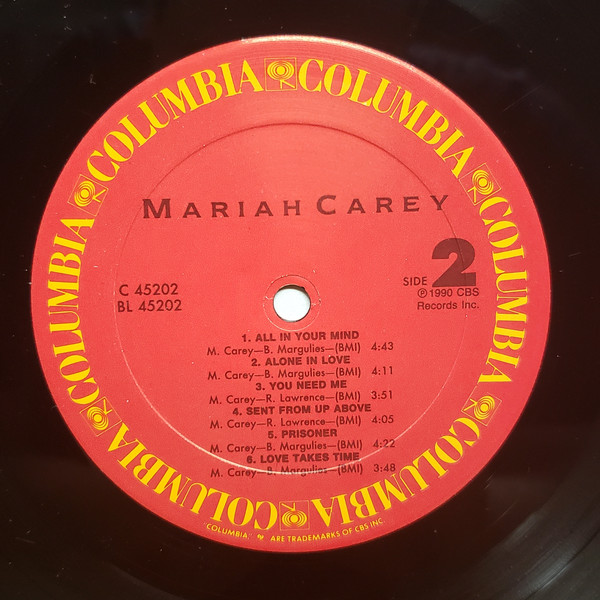 COLUMBIA COLUMBIA COLUMBIA COLUMBIA COLUMBIA COLUMBIA COLUMBIA COLUMBIA
MARIAH CAREY
C 45202
BL 45202
SIDE 2
℗ 1990 CBS
Records Inc.
1. ALL IN YOUR MIND
M. Carey—B. Margulies—(BMI) 4:43
2. ALONE IN LOVE
M. Carey—B. Margulies—(BMI) 4:11
3. YOU NEED ME
M. Carey—R. Lawrence—(BMI) 3:51
4. SENT FROM UP ABOVE
M. Carey—R. Lawrence—(BMI) 4:05
5. PRISONER
M. Carey—B. Margulies—(BMI) 4:22
6. LOVE TAKES TIME
M. Carey—B. Margulies—(BMI) 3:48
"COLUMBIA," ARE TRADEMARKS OF CBS INC.